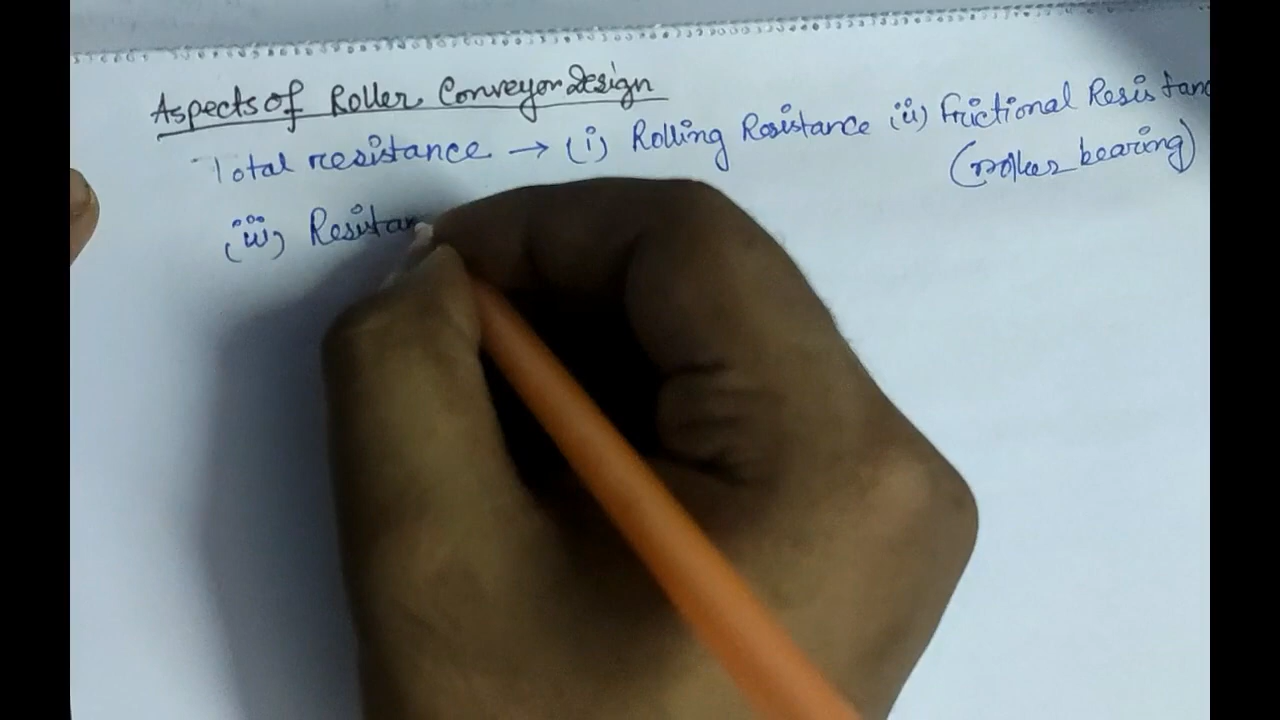 Aspects of Roller Conveyor Design
Total resistance → (i) Rolling Resistance (ii) Frictional Resistanc
(roller bearing)
(iii) Resistan